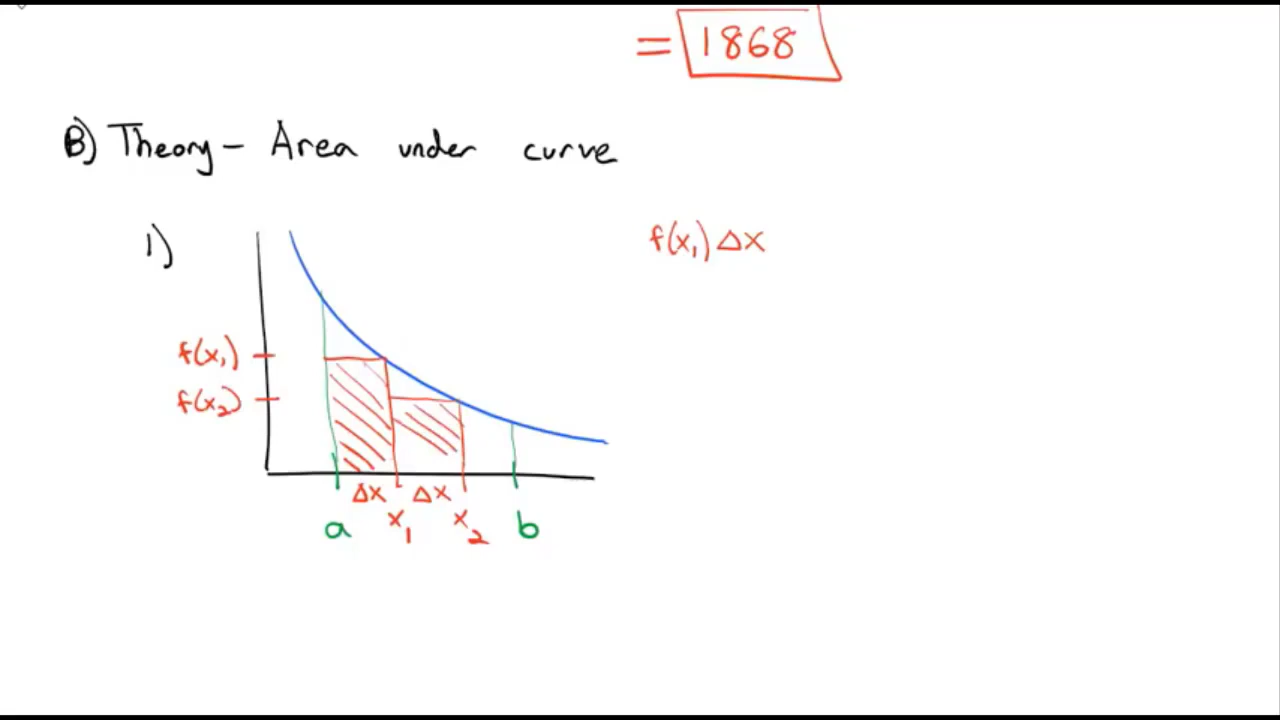 = 1868
B) Theory - Area under curve
1)
f(x₁) Δx
f(x₁)
f(x₂)
Δx Δx
a x₁ x₂ b